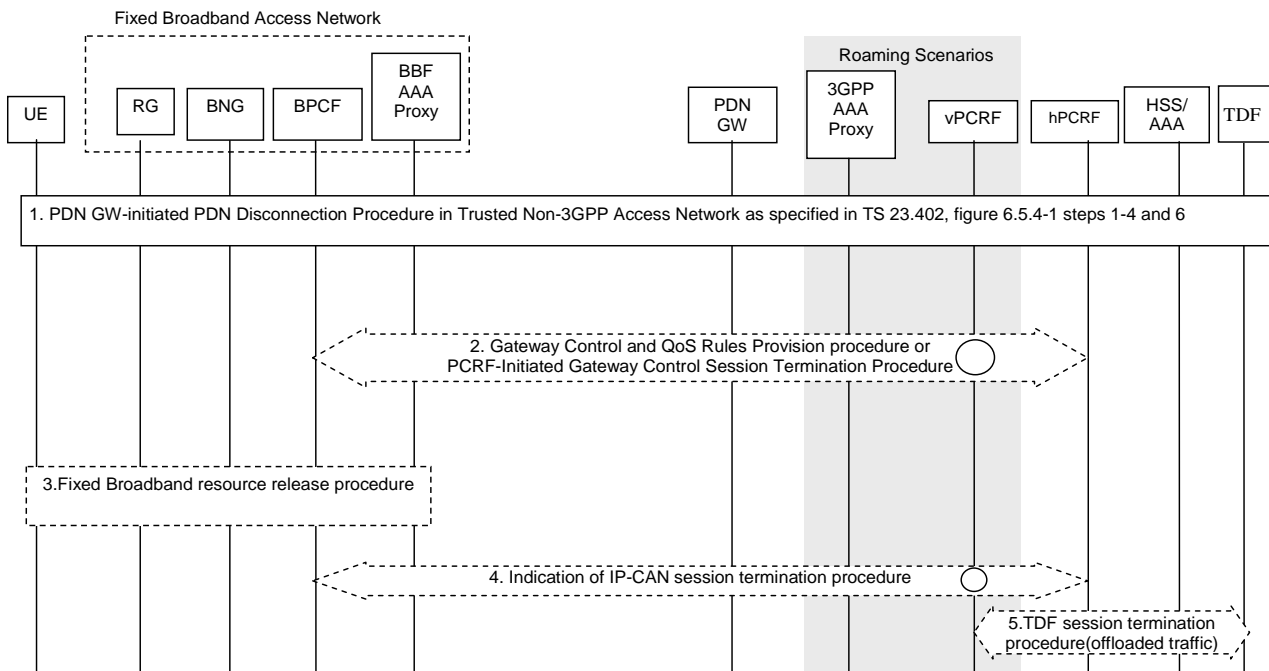 Fixed Broadband Access Network
Roaming Scenarios
UE
RG
BNG
BPCF
BBF
AAA
Proxy
PDN
GW
3GPP
AAA
Proxy
vPCRF
hPCRF
HSS/
AAA
TDF
1. PDN GW-initiated PDN Disconnection Procedure in Trusted Non-3GPP Access Network as specified in TS 23.402, figure 6.5.4-1 steps 1-4 and 6
2. Gateway Control and QoS Rules Provision procedure or
PCRF-Initiated Gateway Control Session Termination Procedure
3.Fixed Broadband resource release procedure
4. Indication of IP-CAN session termination procedure
5.TDF session termination
procedure(offloaded traffic)